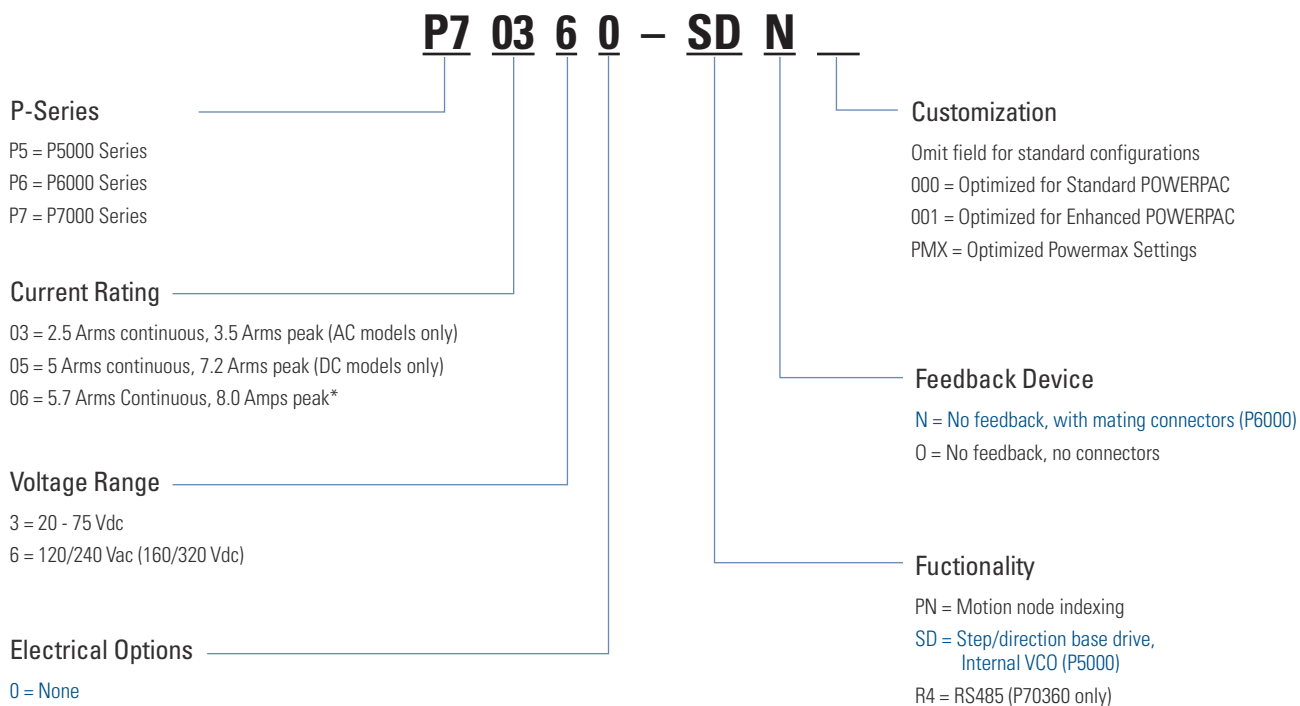 P7 03 6 0 – SD N __
P-Series
P5 = P5000 Series
P6 = P6000 Series
P7 = P7000 Series
Current Rating
03 = 2.5 Arms continuous, 3.5 Arms peak (AC models only)
05 = 5 Arms continuous, 7.2 Arms peak (DC models only)
06 = 5.7 Arms Continuous, 8.0 Amps peak*
Voltage Range
3 = 20 - 75 Vdc
6 = 120/240 Vac (160/320 Vdc)
Electrical Options
0 = None
Customization
Omit field for standard configurations
000 = Optimized for Standard POWERPAC
001 = Optimized for Enhanced POWERPAC
PMX = Optimized Powermax Settings
Feedback Device
N = No feedback, with mating connectors (P6000)
O = No feedback, no connectors
Fuctionality
PN = Motion node indexing
SD = Step/direction base drive,
Internal VCO (P5000)
R4 = RS485 (P70360 only)